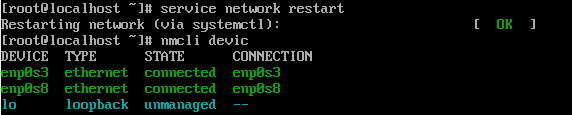 [root@localhost ~]# service network restart
Restarting network (via systemctl):                        [  OK  ]
[root@localhost ~]# nmcli devic
DEVICE  TYPE      STATE      CONNECTION
enp0s3  ethernet  connected  enp0s3
enp0s8  ethernet  connected  enp0s8
lo      loopback  unmanaged  --